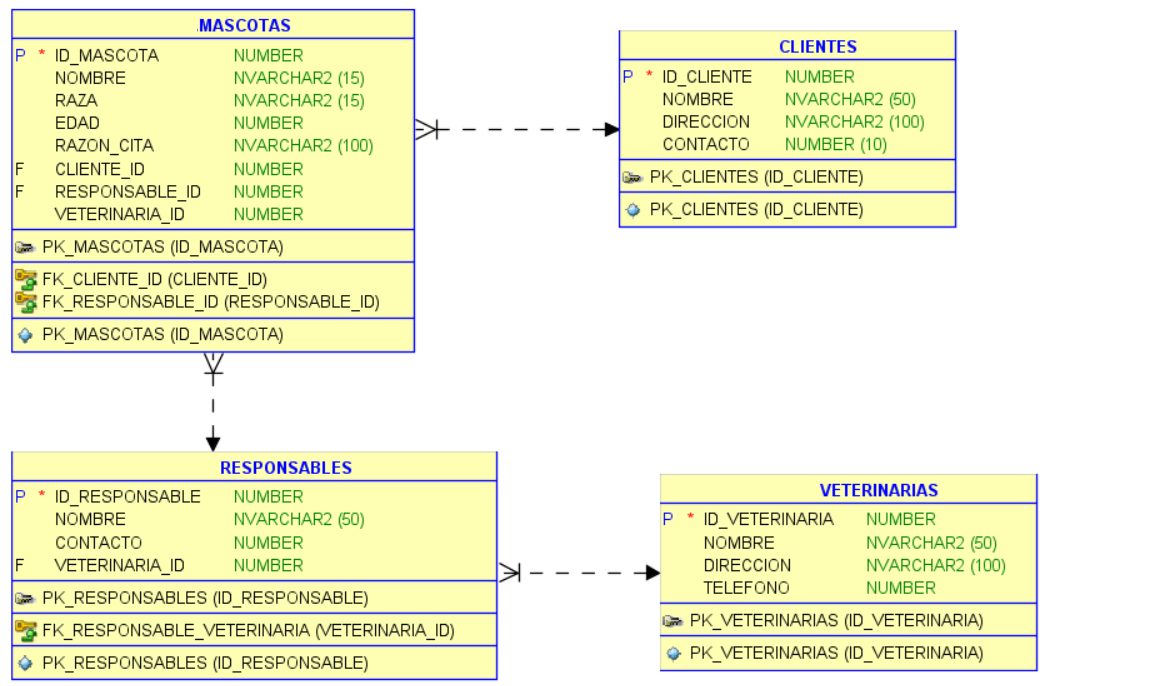 MASCOTAS
P * ID_MASCOTA NUMBER
NOMBRE NVARCHAR2 (15)
RAZA NVARCHAR2 (15)
EDAD NUMBER
RAZON_CITA NVARCHAR2 (100)
F CLIENTE_ID NUMBER
F RESPONSABLE_ID NUMBER
VETERINARIA_ID NUMBER
PK_MASCOTAS (ID_MASCOTA)
FK_CLIENTE_ID (CLIENTE_ID)
FK_RESPONSABLE_ID (RESPONSABLE_ID)
PK_MASCOTAS (ID_MASCOTA)
CLIENTES
P * ID_CLIENTE NUMBER
NOMBRE NVARCHAR2 (50)
DIRECCION NVARCHAR2 (100)
CONTACTO NUMBER (10)
PK_CLIENTES (ID_CLIENTE)
PK_CLIENTES (ID_CLIENTE)
RESPONSABLES
P * ID_RESPONSABLE NUMBER
NOMBRE NVARCHAR2 (50)
CONTACTO NUMBER
F VETERINARIA_ID NUMBER
PK_RESPONSABLES (ID_RESPONSABLE)
FK_RESPONSABLE_VETERINARIA (VETERINARIA_ID)
PK_RESPONSABLES (ID_RESPONSABLE)
VETERINARIAS
P * ID_VETERINARIA NUMBER
NOMBRE NVARCHAR2 (50)
DIRECCION NVARCHAR2 (100)
TELEFONO NUMBER
PK_VETERINARIAS (ID_VETERINARIA)
PK_VETERINARIAS (ID_VETERINARIA)